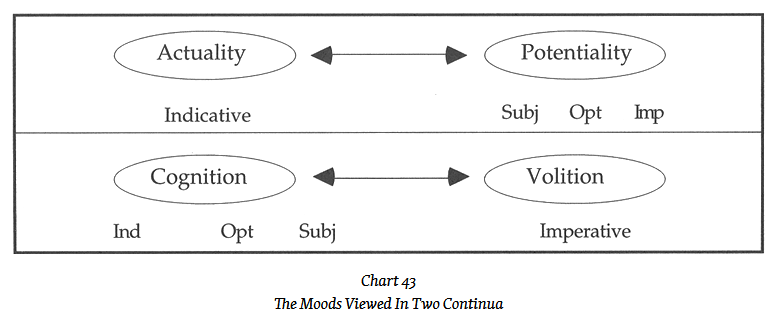 Actuality Potentiality
Indicative Subj Opt Imp
Cognition Volition
Ind Opt Subj Imperative
Chart 43
The Moods Viewed In Two Continua